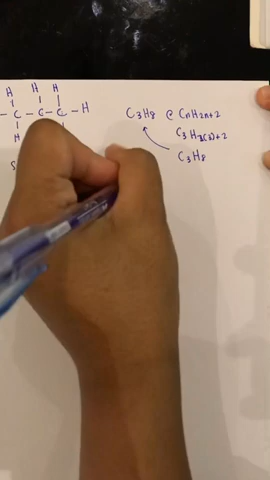 H H H
- C - C - C - H
H
C3H8 @ CnH2n+2
C3H2(3)+2
C3H8
S